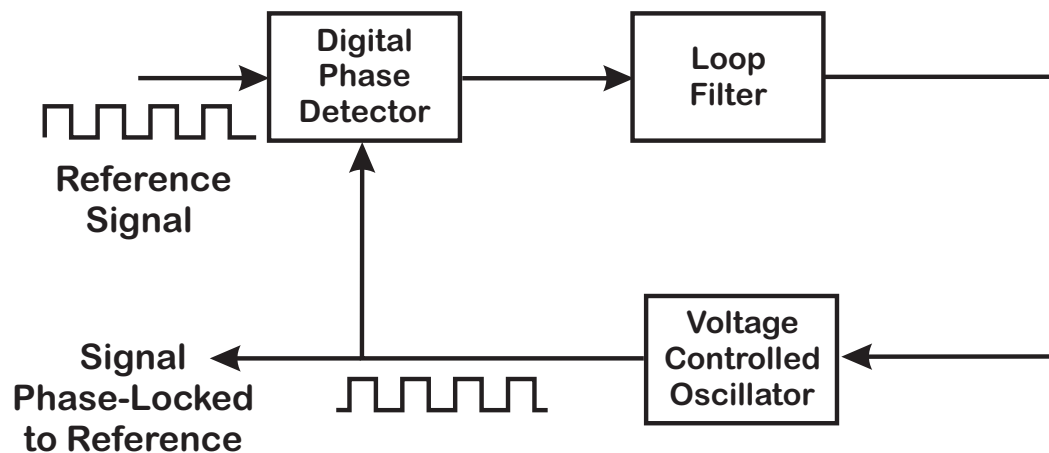 Digital
Phase
Detector
Loop
Filter
Reference
Signal
Voltage
Controlled
Oscillator
Signal
Phase-Locked
to Reference